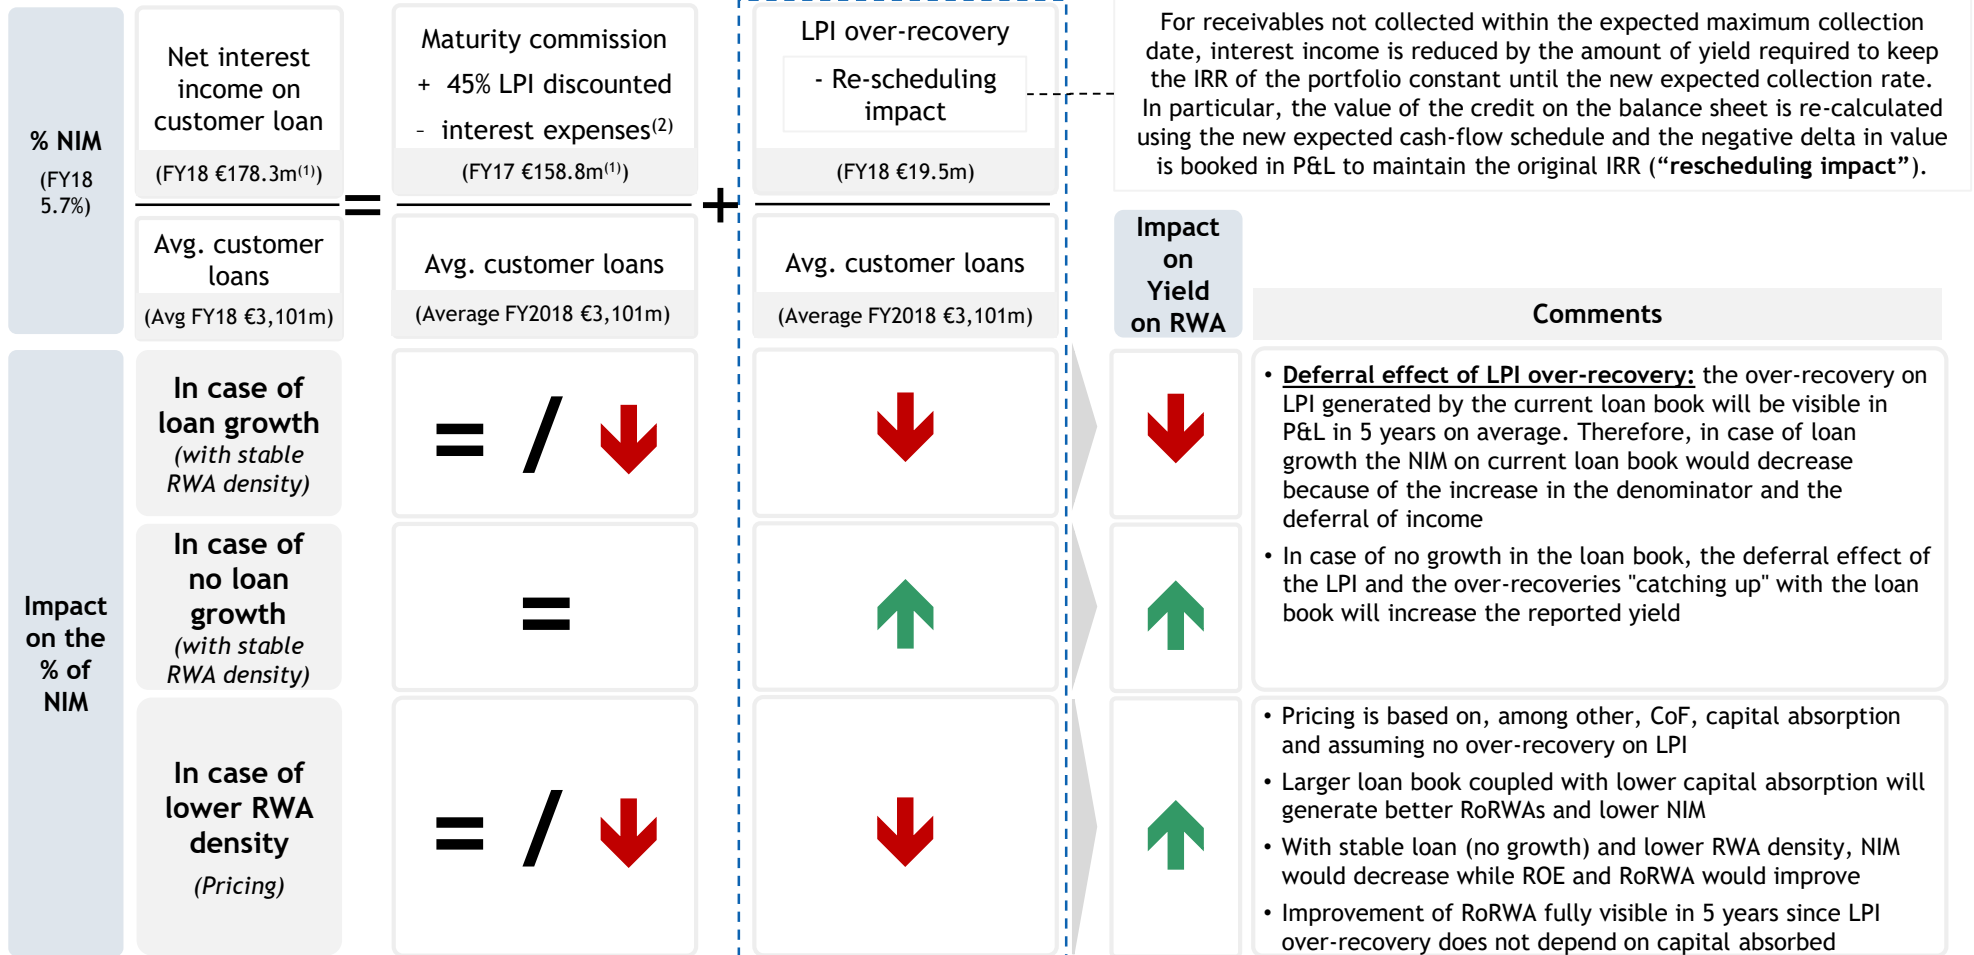 % NIM
(FY18
5.7%)
Net interest
income on
customer loan
(FY18 €178.3m(1))
Avg. customer
loans
(Avg FY18 €3,101m)
=
Maturity commission
+ 45% LPI discounted
- interest expenses(2)
(FY17 €158.8m(1))
Avg. customer loans
(Average FY2018 €3,101m)
+
LPI over-recovery
- Re-scheduling
impact
(FY18 €19.5m)
Avg. customer loans
(Average FY2018 €3,101m)
For receivables not collected within the expected maximum collection
date, interest income is reduced by the amount of yield required to keep
the IRR of the portfolio constant until the new expected collection rate.
In particular, the value of the credit on the balance sheet is re-calculated
using the new expected cash-flow schedule and the negative delta in value
is booked in P&L to maintain the original IRR (“rescheduling impact”).
Impact
on
Yield
on RWA
Comments
Impact
on the
% of
NIM
In case of
loan growth
(with stable
RWA density)
= /
• Deferral effect of LPI over-recovery: the over-recovery on
LPI generated by the current loan book will be visible in
P&L in 5 years on average. Therefore, in case of loan
growth the NIM on current loan book would decrease
because of the increase in the denominator and the
deferral of income
• In case of no growth in the loan book, the deferral effect of
the LPI and the over-recoveries "catching up" with the loan
book will increase the reported yield
In case of
no loan
growth
(with stable
RWA density)
=
In case of
lower RWA
density
(Pricing)
= /
• Pricing is based on, among other, CoF, capital absorption
and assuming no over-recovery on LPI
• Larger loan book coupled with lower capital absorption will
generate better RoRWAs and lower NIM
• With stable loan (no growth) and lower RWA density, NIM
would decrease while ROE and RoRWA would improve
• Improvement of RoRWA fully visible in 5 years since LPI
over-recovery does not depend on capital absorbed